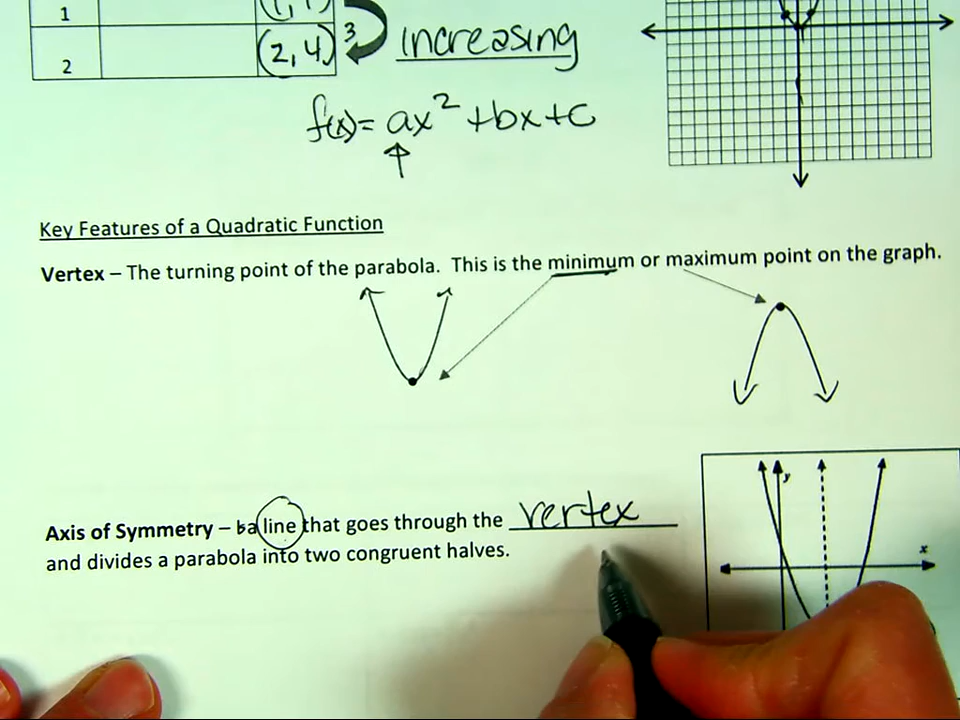 1 (1, 1)
3 increasing
2 (2, 4)
f(x)= ax² +bx+c
Key Features of a Quadratic Function
Vertex – The turning point of the parabola. This is the minimum or maximum point on the graph.
y
Axis of Symmetry – a line that goes through the vertex
x
and divides a parabola into two congruent halves.